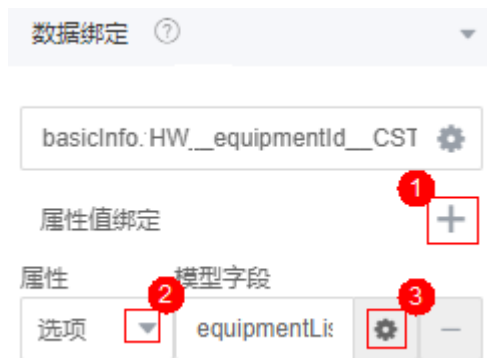 数据绑定 ?
basicInfo.HW__equipmentId__CST
1
属性值绑定 +
属性 模型字段
2 3
选项 equipmentLis −